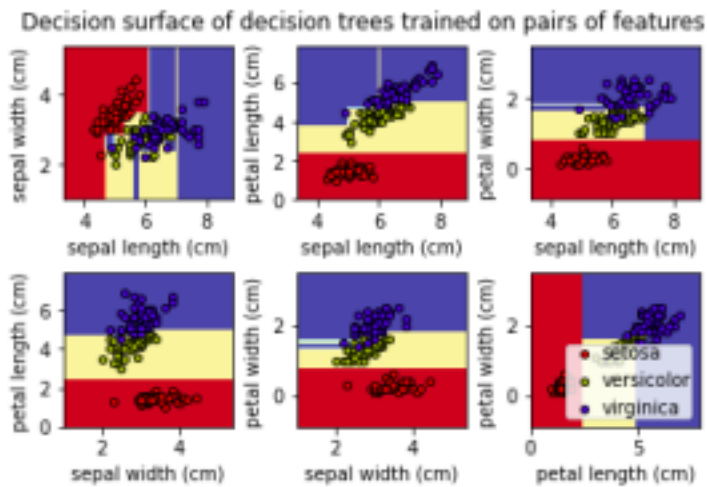 Decision surface of decision trees trained on pairs of features
sepal width (cm)
4
2
4 6 8
sepal length (cm)
petal length (cm)
6
4
2
0
4 6 8
sepal length (cm)
petal width (cm)
2
0
4 6 8
sepal length (cm)
petal length (cm)
6
4
2
0
2 4
sepal width (cm)
petal width (cm)
2
0
2 4
sepal width (cm)
petal width (cm)
2
0
0 5
petal length (cm)
setosa
versicolor
virginica